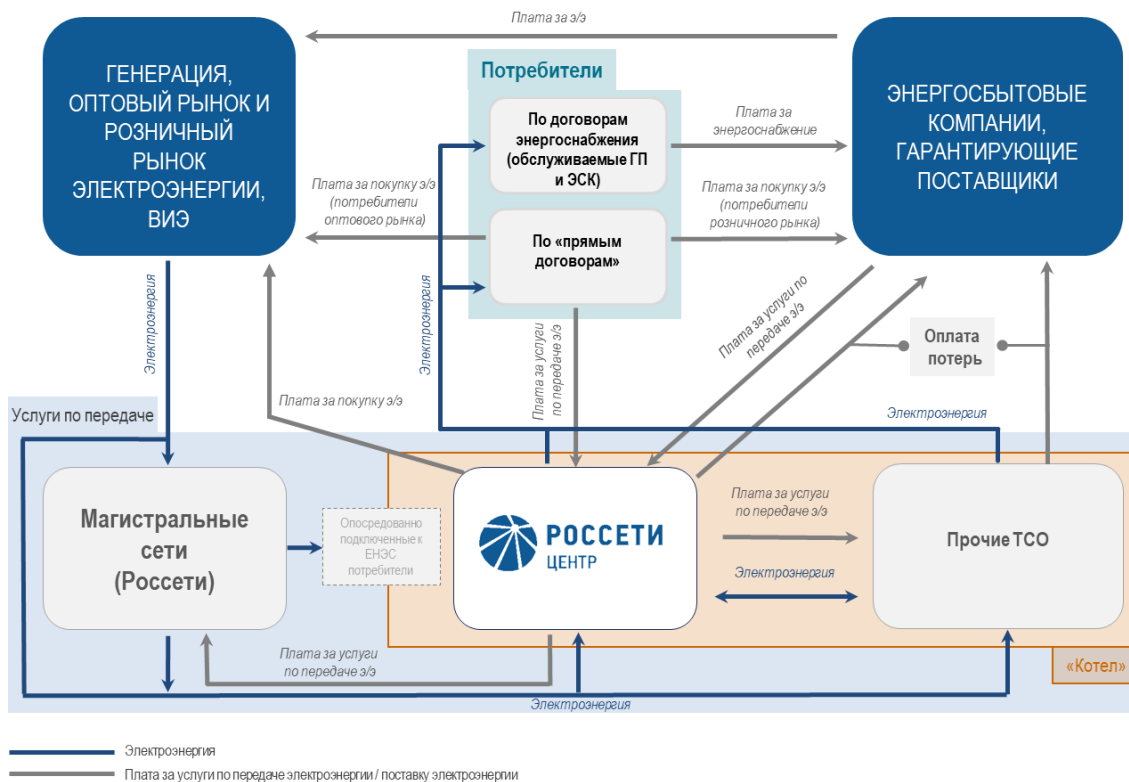 Плата за э/э
ГЕНЕРАЦИЯ,
ОПТОВЫЙ РЫНОК И
РОЗНИЧНЫЙ
РЫНОК
ЭЛЕКТРОЭНЕРГИИ,
ВИЭ
Потребители
По договорам
энергоснабжения
(обслуживаемые ГП
и ЭСК)
Плата за
энергоснабжение
ЭНЕРГОСБЫТОВЫЕ
КОМПАНИИ,
ГАРАНТИРУЮЩИЕ
ПОСТАВЩИКИ
Плата за покупку э/э
(потребители
оптового рынка)
По «прямым
договорам»
Плата за покупку э/э
(потребители
розничного рынка)
Электроэнергия
Электроэнергия
Плата за услуги
по передаче э/э
Плата за услуги по
передаче э/э
Оплата
потерь
Плата за покупку э/э
Услуги по передаче
Электроэнергия
Магистральные
сети
(Россети)
Опосредованно
подключенные к
ЕНЭС
потребители
РОССЕТИ
ЦЕНТР
Плата за услуги
по передаче э/э
Электроэнергия
Прочие ТСО
Плата за услуги
по передаче э/э
«Котел»
Электроэнергия
Электроэнергия
Плата за услуги по передаче электроэнергии / поставку электроэнергии